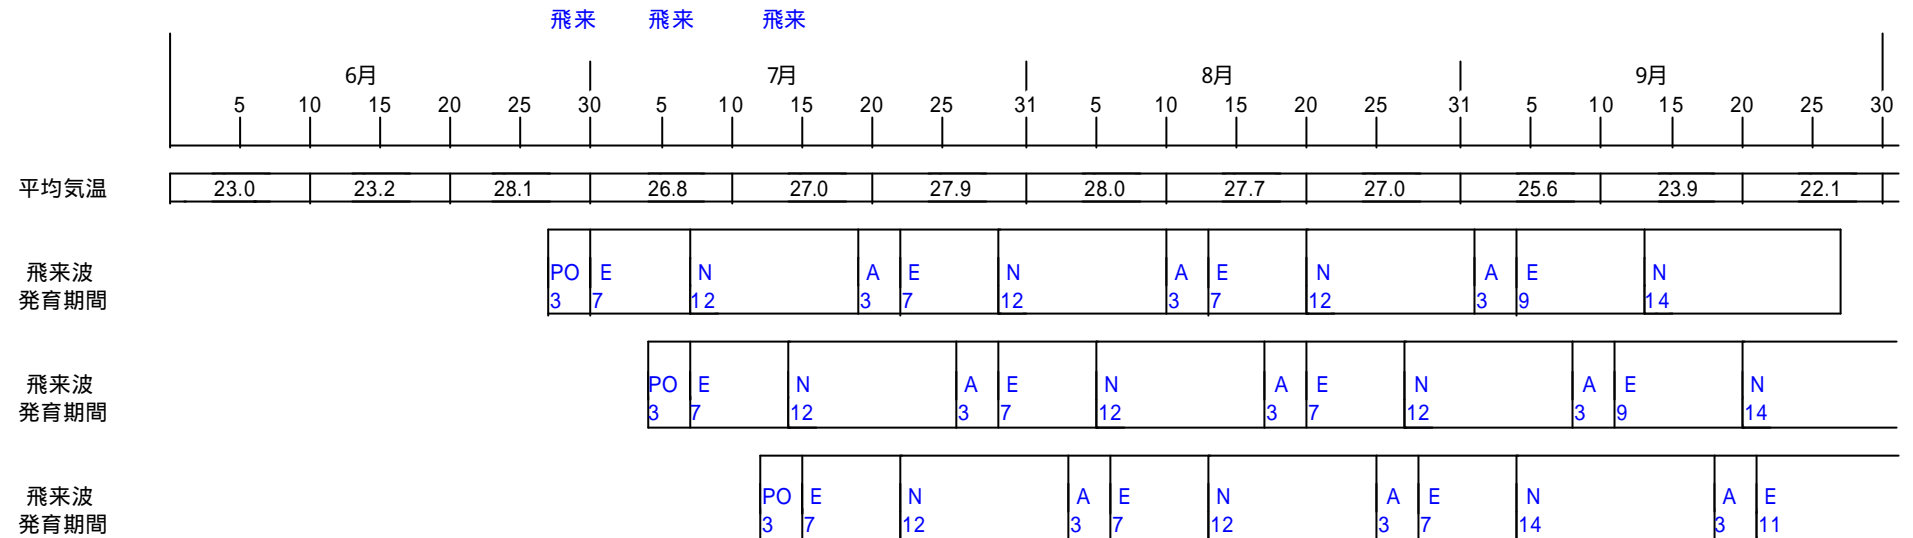 飛来 飛来 飛来
6月 7月 8月 9月
5 10 15 20 25 30 5 10 15 20 25 31 5 10 15 20 25 31 5 10 15 20 25 30
平均気温 23.0 23.2 28.1 26.8 27.0 27.9 28.0 27.7 27.0 25.6 23.9 22.1
飛来波 PO E N A E N A E N A E N
発育期間 3 7 12 3 7 12 3 7 12 3 9 14
飛来波 PO E N A E N A E N A E N
発育期間 3 7 12 3 7 12 3 7 12 3 9 14
飛来波 PO E N A E N A E N A E
発育期間 3 7 12 3 7 12 3 7 14 3 11